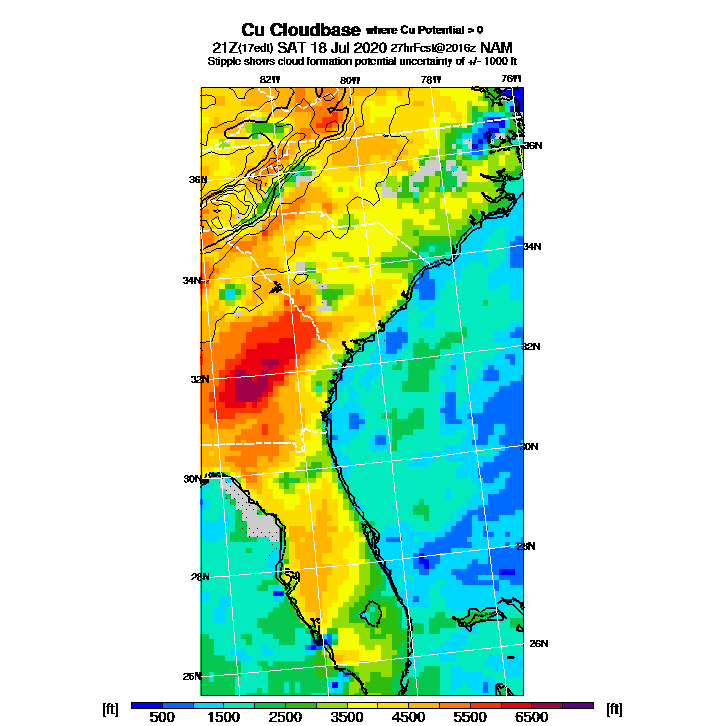 Cu Cloudbase where Cu Potential > 0
21Z(17edt) SAT 18 Jul 2020 27hrFcst@2016z NAM
Stipple shows cloud formation potential uncertainty of +/- 1000 ft
82W 80W 78W 76W
36N
36N
34N
34N
32N
32N
30N
30N
28N
28N
26N
26N
[ft] 500 1500 2500 3500 4500 5500 6500 [ft]